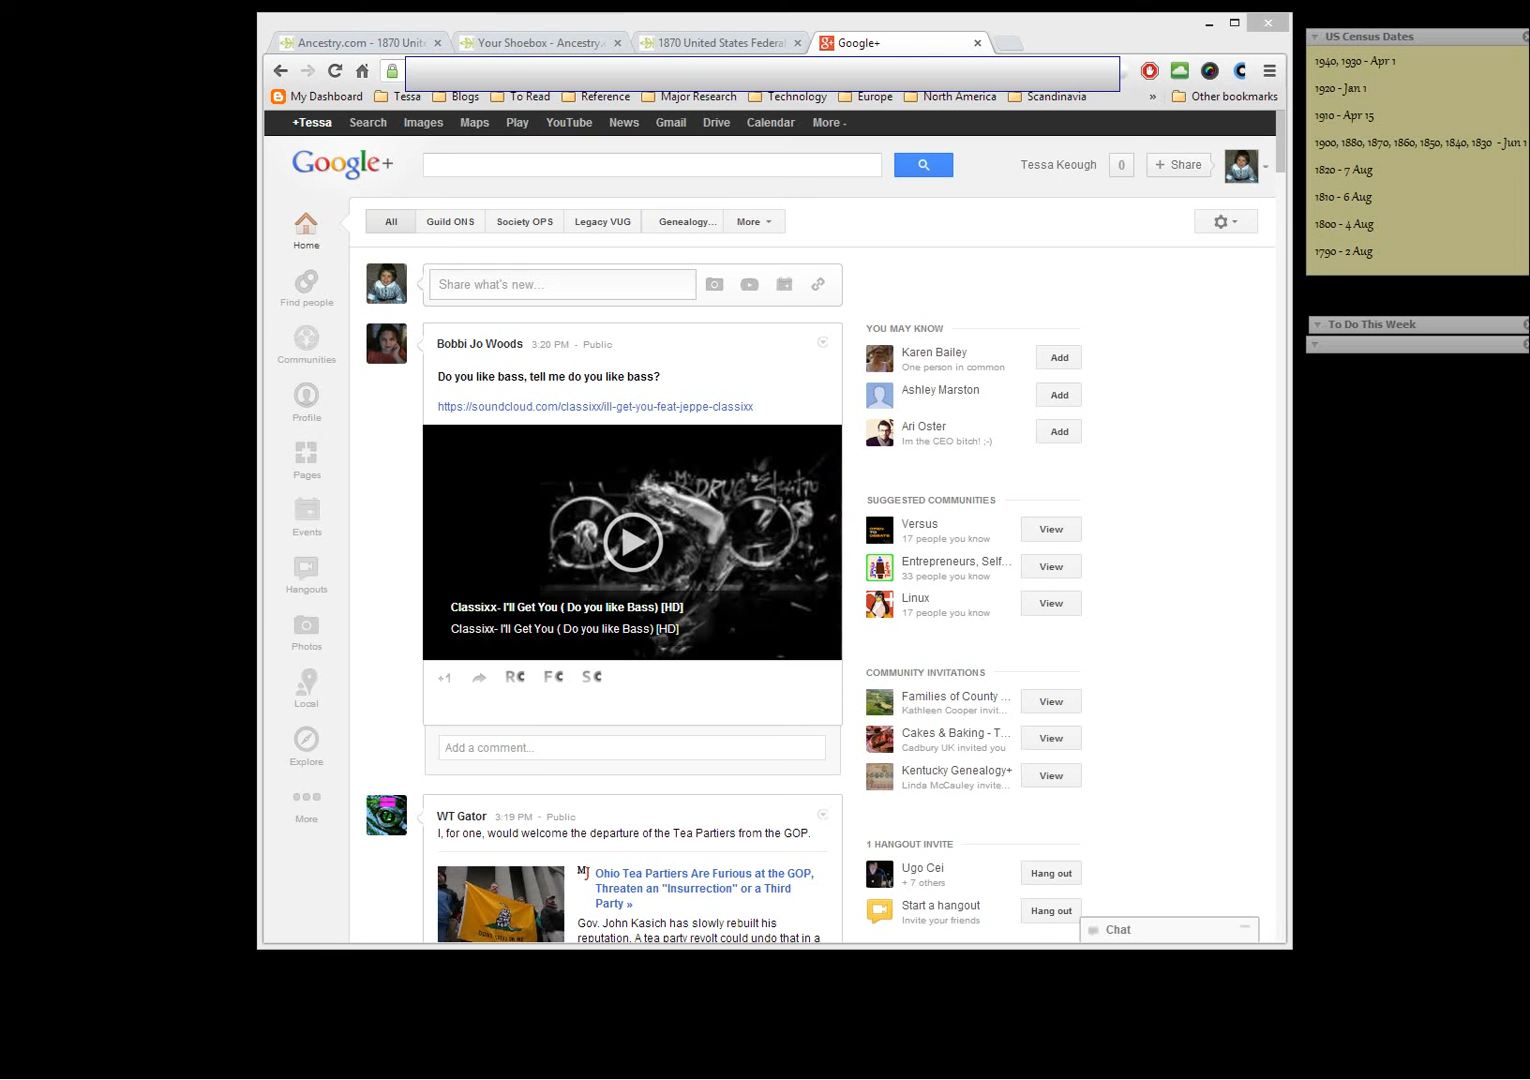 Ancestry.com - 1870 Unit
Your Shoebox - Ancestry.
1870 United States Federal
Google+
My Dashboard
Tessa
Blogs
To Read
Reference
Major Research
Technology
Europe
North America
Scandinavia
»
Other bookmarks
+Tessa Search Images Maps Play YouTube News Gmail Drive Calendar More -
Google+
Tessa Keough
0
+ Share
Home
Find people
Communities
Profile
Pages
Events
Hangouts
Photos
Local
Explore
More
All
Guild ONS
Society OPS
Legacy VUG
Genealogy...
More
Share what's new...
Bobbi Jo Woods 3:20 PM - Public
Do you like bass, tell me do you like bass?
https://soundcloud.com/classixx/ill-get-you-feat-jeppe-classixx
Classixx- I'll Get You ( Do you like Bass) [HD]
Classixx- I'll Get You ( Do you like Bass) [HD]
+1
RC
FC
SC
Add a comment...
WT Gator 3:19 PM - Public
I, for one, would welcome the departure of the Tea Partiers from the GOP.
MJ
Ohio Tea Partiers Are Furious at the GOP,
Threaten an "Insurrection" or a Third
Party »
Gov. John Kasich has slowly rebuilt his
reputation. A tea party revolt could undo that in a
YOU MAY KNOW
Karen Bailey
One person in common
Add
Ashley Marston
Add
Ari Oster
Im the CEO bitch! ;-)
Add
SUGGESTED COMMUNITIES
Versus
17 people you know
View
Entrepreneurs, Self...
33 people you know
View
Linux
17 people you know
View
COMMUNITY INVITATIONS
Families of County ...
Kathleen Cooper invit...
View
Cakes & Baking - T...
Cadbury UK invited you
View
Kentucky Genealogy+
Linda McCauley invite...
View
1 HANGOUT INVITE
Ugo Cei
+ 7 others
Hang out
Start a hangout
Invite your friends
Hang out
Chat
US Census Dates
1940, 1930 - Apr 1
1920 - Jan 1
1910 - Apr 15
1900, 1880, 1870, 1860, 1850, 1840, 1830 - Jun 1
1820 - 7 Aug
1810 - 6 Aug
1800 - 4 Aug
1790 - 2 Aug
To Do This Week